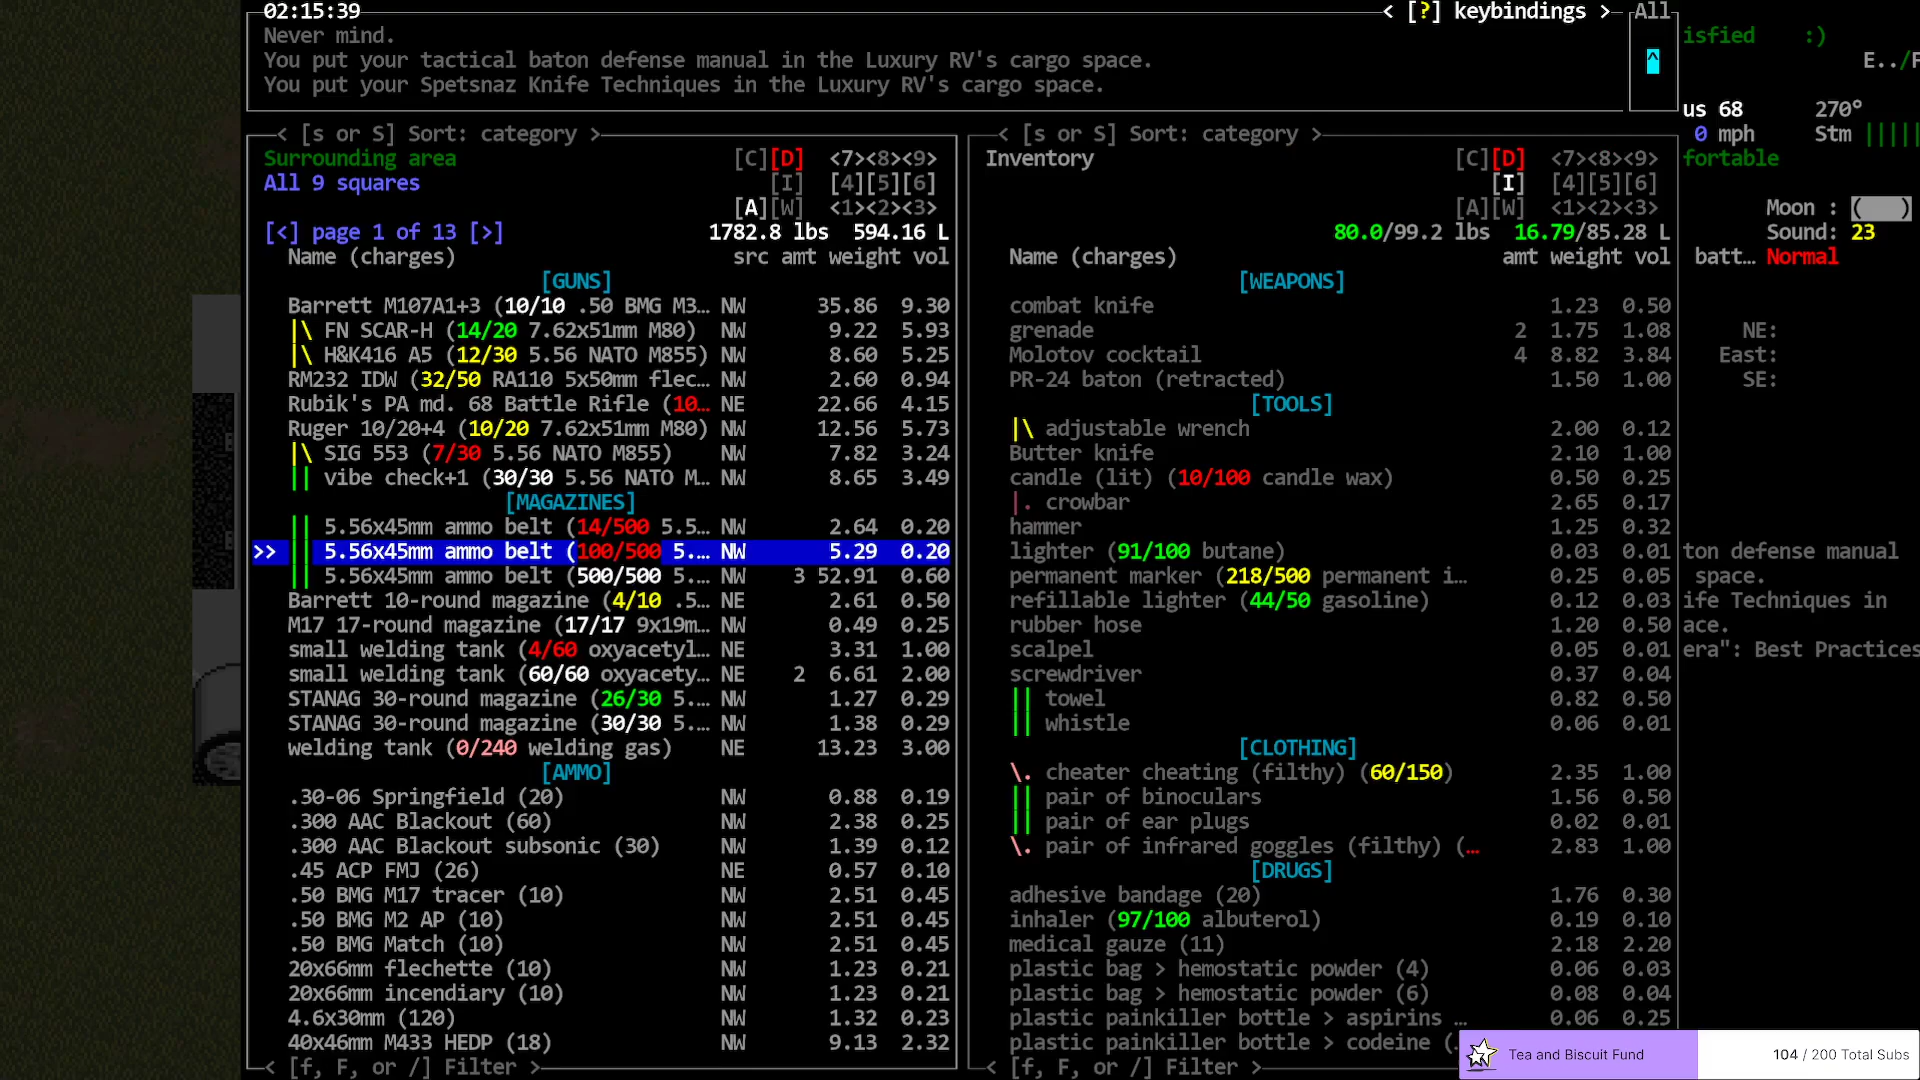 02:15:39
< [?] keybindings >
All
Never mind.
You put your tactical baton defense manual in the Luxury RV's cargo space.
You put your Spetsnaz Knife Techniques in the Luxury RV's cargo space.
^
isfied :)
E../F
us 68 270°
0 mph Stm |||||
fortable
Moon : ( )
Sound: 23
batt… Normal
NE:
East:
SE:
ton defense manual
space.
ife Techniques in
ace.
era": Best Practices
< [s or S] Sort: category >
Surrounding area [C][D] <7><8><9>
All 9 squares [I] [4][5][6]
[A][W] <1><2><3>
[<] page 1 of 13 [>] 1782.8 lbs 594.16 L
Name (charges) src amt weight vol
[GUNS]
Barrett M107A1+3 (10/10 .50 BMG M3… NW 35.86 9.30
|\ FN SCAR-H (14/20 7.62x51mm M80) NW 9.22 5.93
|\ H&K416 A5 (12/30 5.56 NATO M855) NW 8.60 5.25
RM232 IDW (32/50 RA110 5x50mm flec… NW 2.60 0.94
Rubik's PA md. 68 Battle Rifle (10… NE 22.66 4.15
Ruger 10/20+4 (10/20 7.62x51mm M80) NW 12.56 5.73
|\ SIG 553 (7/30 5.56 NATO M855) NW 7.82 3.24
|| vibe check+1 (30/30 5.56 NATO M… NW 8.65 3.49
[MAGAZINES]
|| 5.56x45mm ammo belt (14/500 5.5… NW 2.64 0.20
>> || 5.56x45mm ammo belt (100/500 5.… NW 5.29 0.20
|| 5.56x45mm ammo belt (500/500 5.… NW 3 52.91 0.60
Barrett 10-round magazine (4/10 .5… NE 2.61 0.50
M17 17-round magazine (17/17 9x19m… NW 0.49 0.25
small welding tank (4/60 oxyacetyl… NE 3.31 1.00
small welding tank (60/60 oxyacety… NE 2 6.61 2.00
STANAG 30-round magazine (26/30 5.… NW 1.27 0.29
STANAG 30-round magazine (30/30 5.… NW 1.38 0.29
welding tank (0/240 welding gas) NE 13.23 3.00
[AMMO]
.30-06 Springfield (20) NW 0.88 0.19
.300 AAC Blackout (60) NW 2.38 0.25
.300 AAC Blackout subsonic (30) NW 1.39 0.12
.45 ACP FMJ (26) NE 0.57 0.10
.50 BMG M17 tracer (10) NW 2.51 0.45
.50 BMG M2 AP (10) NW 2.51 0.45
.50 BMG Match (10) NW 2.51 0.45
20x66mm flechette (10) NW 1.23 0.21
20x66mm incendiary (10) NW 1.23 0.21
4.6x30mm (120) NW 1.32 0.23
40x46mm M433 HEDP (18) NW 9.13 2.32
< [f, F, or /] Filter >
< [s or S] Sort: category >
Inventory [C][D] <7><8><9>
[I] [4][5][6]
[A][W] <1><2><3>
80.0/99.2 lbs 16.79/85.28 L
Name (charges) amt weight vol
[WEAPONS]
combat knife 1.23 0.50
grenade 2 1.75 1.08
Molotov cocktail 4 8.82 3.84
PR-24 baton (retracted) 1.50 1.00
[TOOLS]
|\ adjustable wrench 2.00 0.12
Butter knife 2.10 1.00
candle (lit) (10/100 candle wax) 0.50 0.25
|. crowbar 2.65 0.17
hammer 1.25 0.32
lighter (91/100 butane) 0.03 0.01
permanent marker (218/500 permanent i… 0.25 0.05
refillable lighter (44/50 gasoline) 0.12 0.03
rubber hose 1.20 0.50
scalpel 0.05 0.01
screwdriver 0.37 0.04
|| towel 0.82 0.50
|| whistle 0.06 0.01
[CLOTHING]
\. cheater cheating (filthy) (60/150) 2.35 1.00
|| pair of binoculars 1.56 0.50
|| pair of ear plugs 0.02 0.01
\. pair of infrared goggles (filthy) (… 2.83 1.00
[DRUGS]
adhesive bandage (20) 1.76 0.30
inhaler (97/100 albuterol) 0.19 0.10
medical gauze (11) 2.18 2.20
plastic bag > hemostatic powder (4) 0.06 0.03
plastic bag > hemostatic powder (6) 0.08 0.04
plastic painkiller bottle > aspirins … 0.06 0.25
plastic painkiller bottle > codeine (
< [f, F, or /] Filter >
Tea and Biscuit Fund 104 / 200 Total Subs